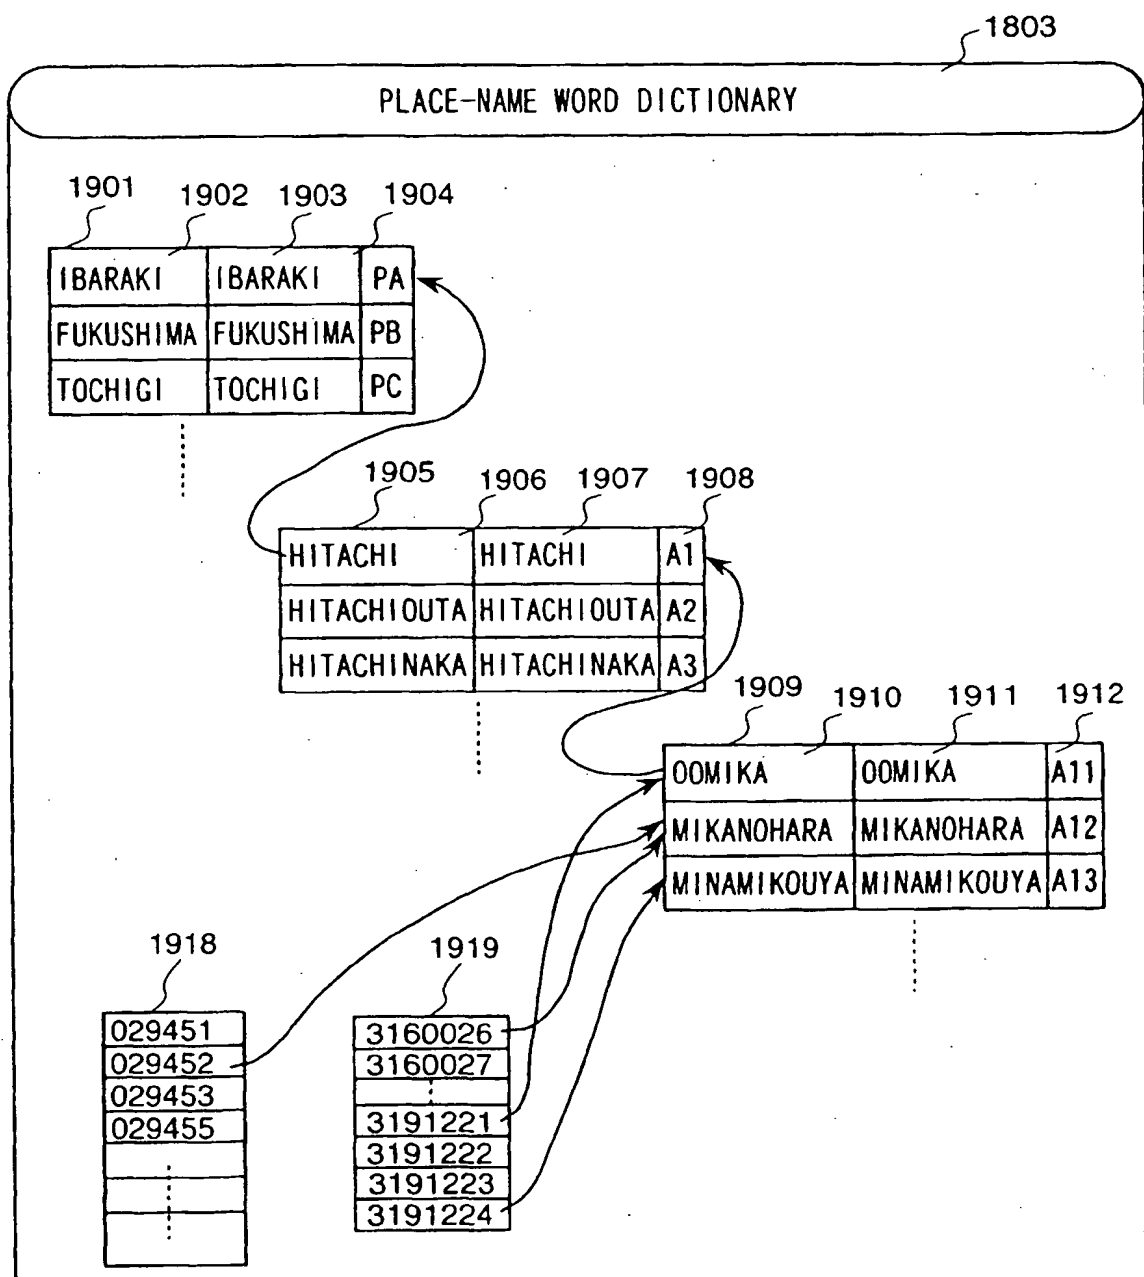 1803
PLACE-NAME WORD DICTIONARY
1901 1902 1903 1904
IBARAKI IBARAKI PA
FUKUSHIMA FUKUSHIMA PB
TOCHIGI TOCHIGI PC
1905 1906 1907 1908
HITACHI HITACHI A1
HITACHIOUTA HITACHIOUTA A2
HITACHINAKA HITACHINAKA A3
1909 1910 1911 1912
OOMIKA OOMIKA A11
MIKANOHARA MIKANOHARA A12
MINAMIKOUYA MINAMIKOUYA A13
1918
029451
029452
029453
029455
1919
3160026
3160027
3191221
3191222
3191223
3191224